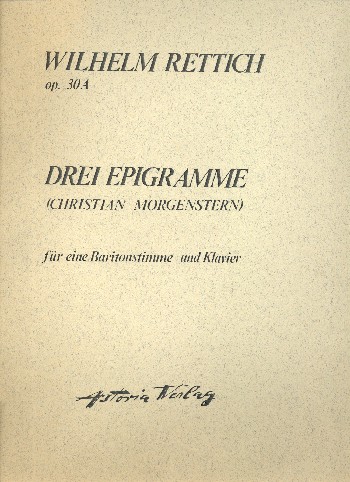 WILHELM RETTICH
op. 30A
DREI EPIGRAMME
(CHRISTIAN MORGENSTERN)
für eine Baritonstimme und Klavier
Astoria Verlag